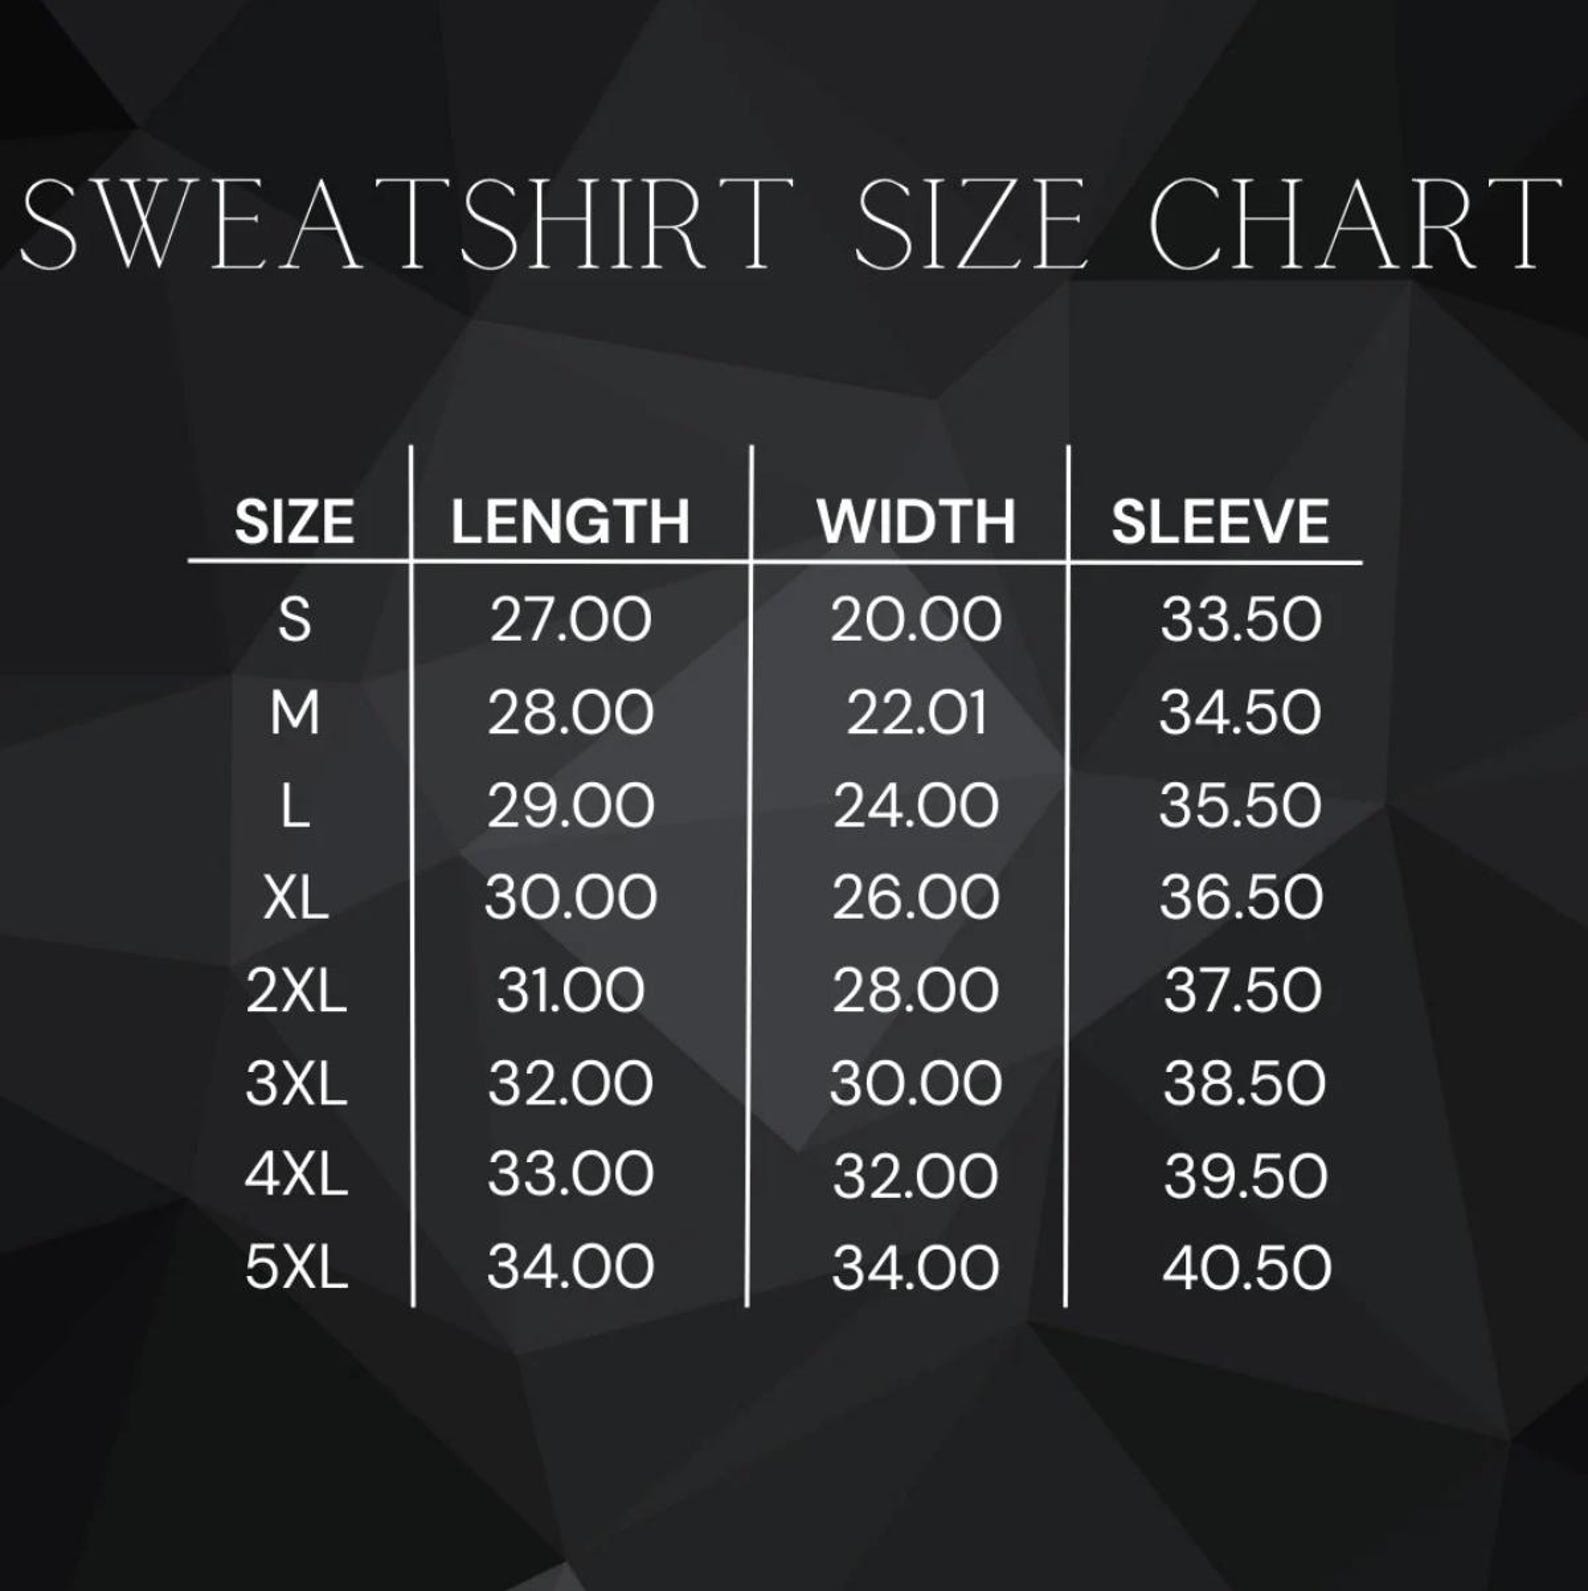 SWEATSHIRT SIZE CHART
SIZE LENGTH WIDTH SLEEVE
S 27.00 20.00 33.50
M 28.00 22.01 34.50
L 29.00 24.00 35.50
XL 30.00 26.00 36.50
2XL 31.00 28.00 37.50
3XL 32.00 30.00 38.50
4XL 33.00 32.00 39.50
5XL 34.00 34.00 40.50